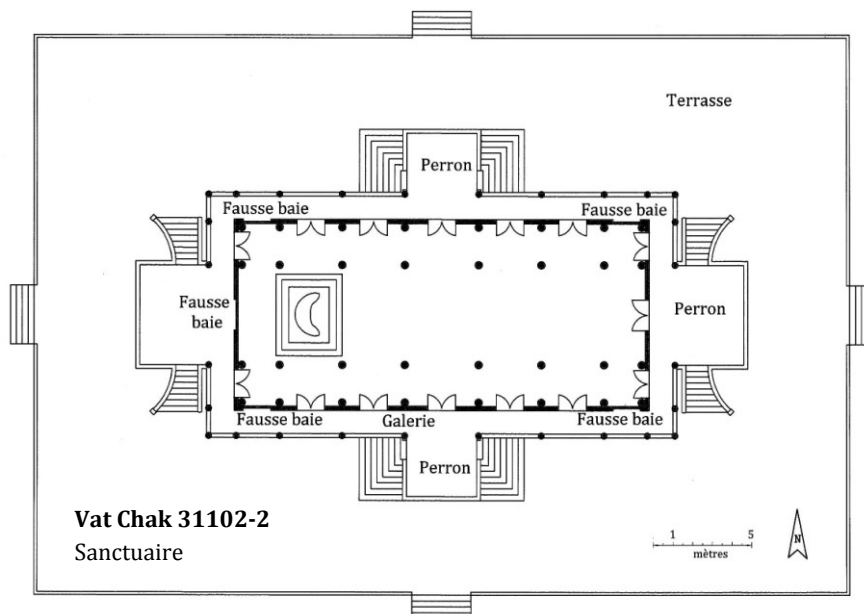 Terrasse
Perron
Fausse baie
Fausse baie
Fausse
baie
Perron
Fausse baie
Galerie
Fausse baie
Perron
Vat Chak 31102-2
Sanctuaire
1
5
mètres
N